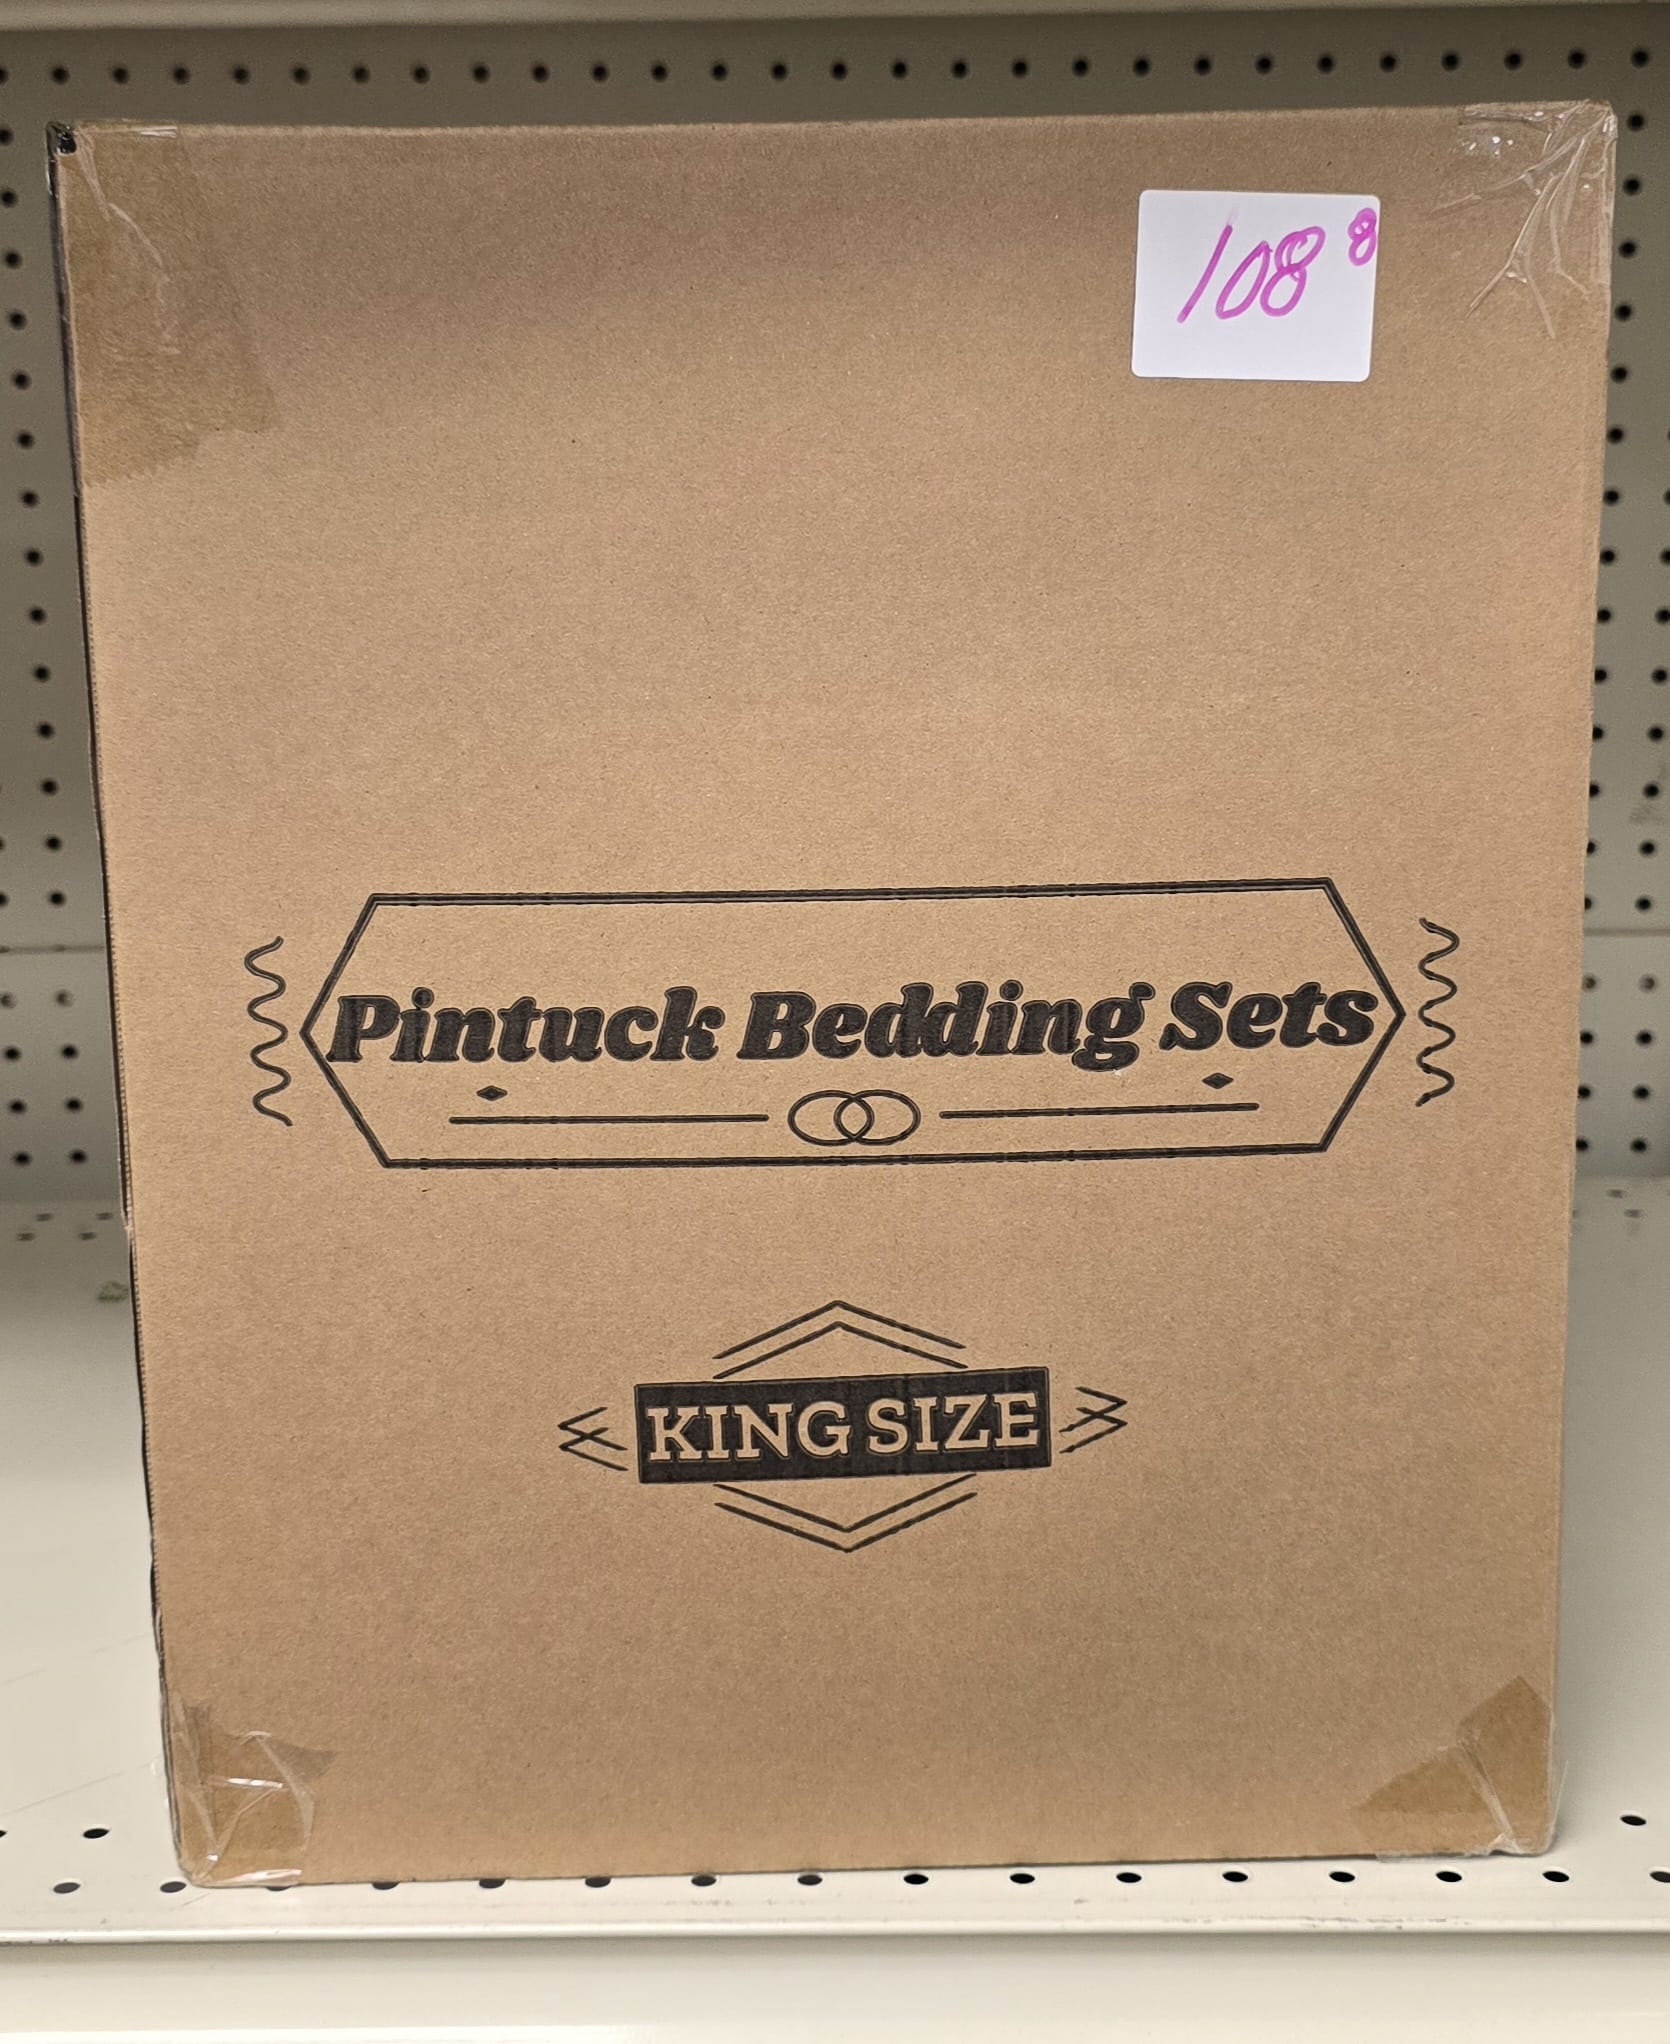 108 8
Pintuck Bedding Sets
KING SIZE